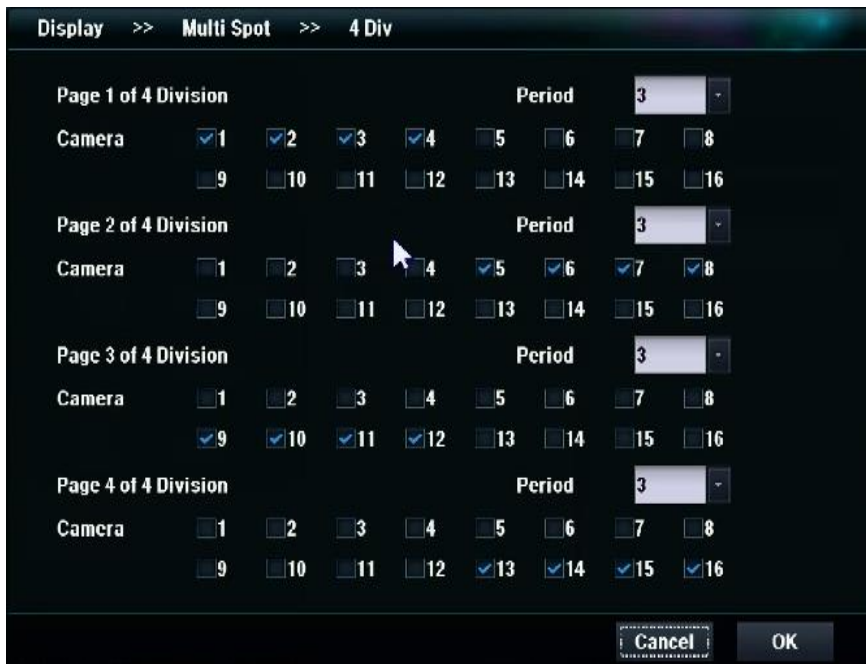 Display >> Multi Spot >> 4 Div
Page 1 of 4 Division Period 3
Camera 1 2 3 4 5 6 7 8
9 10 11 12 13 14 15 16
Page 2 of 4 Division Period 3
Camera 1 2 3 4 5 6 7 8
9 10 11 12 13 14 15 16
Page 3 of 4 Division Period 3
Camera 1 2 3 4 5 6 7 8
9 10 11 12 13 14 15 16
Page 4 of 4 Division Period 3
Camera 1 2 3 4 5 6 7 8
9 10 11 12 13 14 15 16
Cancel OK